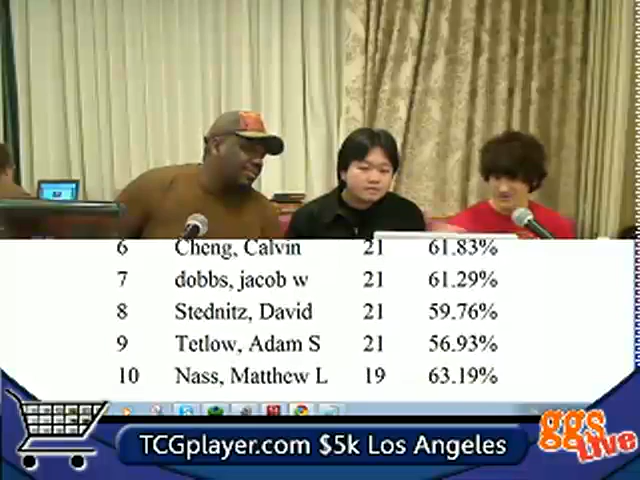 6 Cheng, Calvin 21 61.83%
7 dobbs, jacob w 21 61.29%
8 Stednitz, David 21 59.76%
9 Tetlow, Adam S 21 56.93%
10 Nass, Matthew L 19 63.19%
TCGplayer.com $5k Los Angeles
ggs
Live